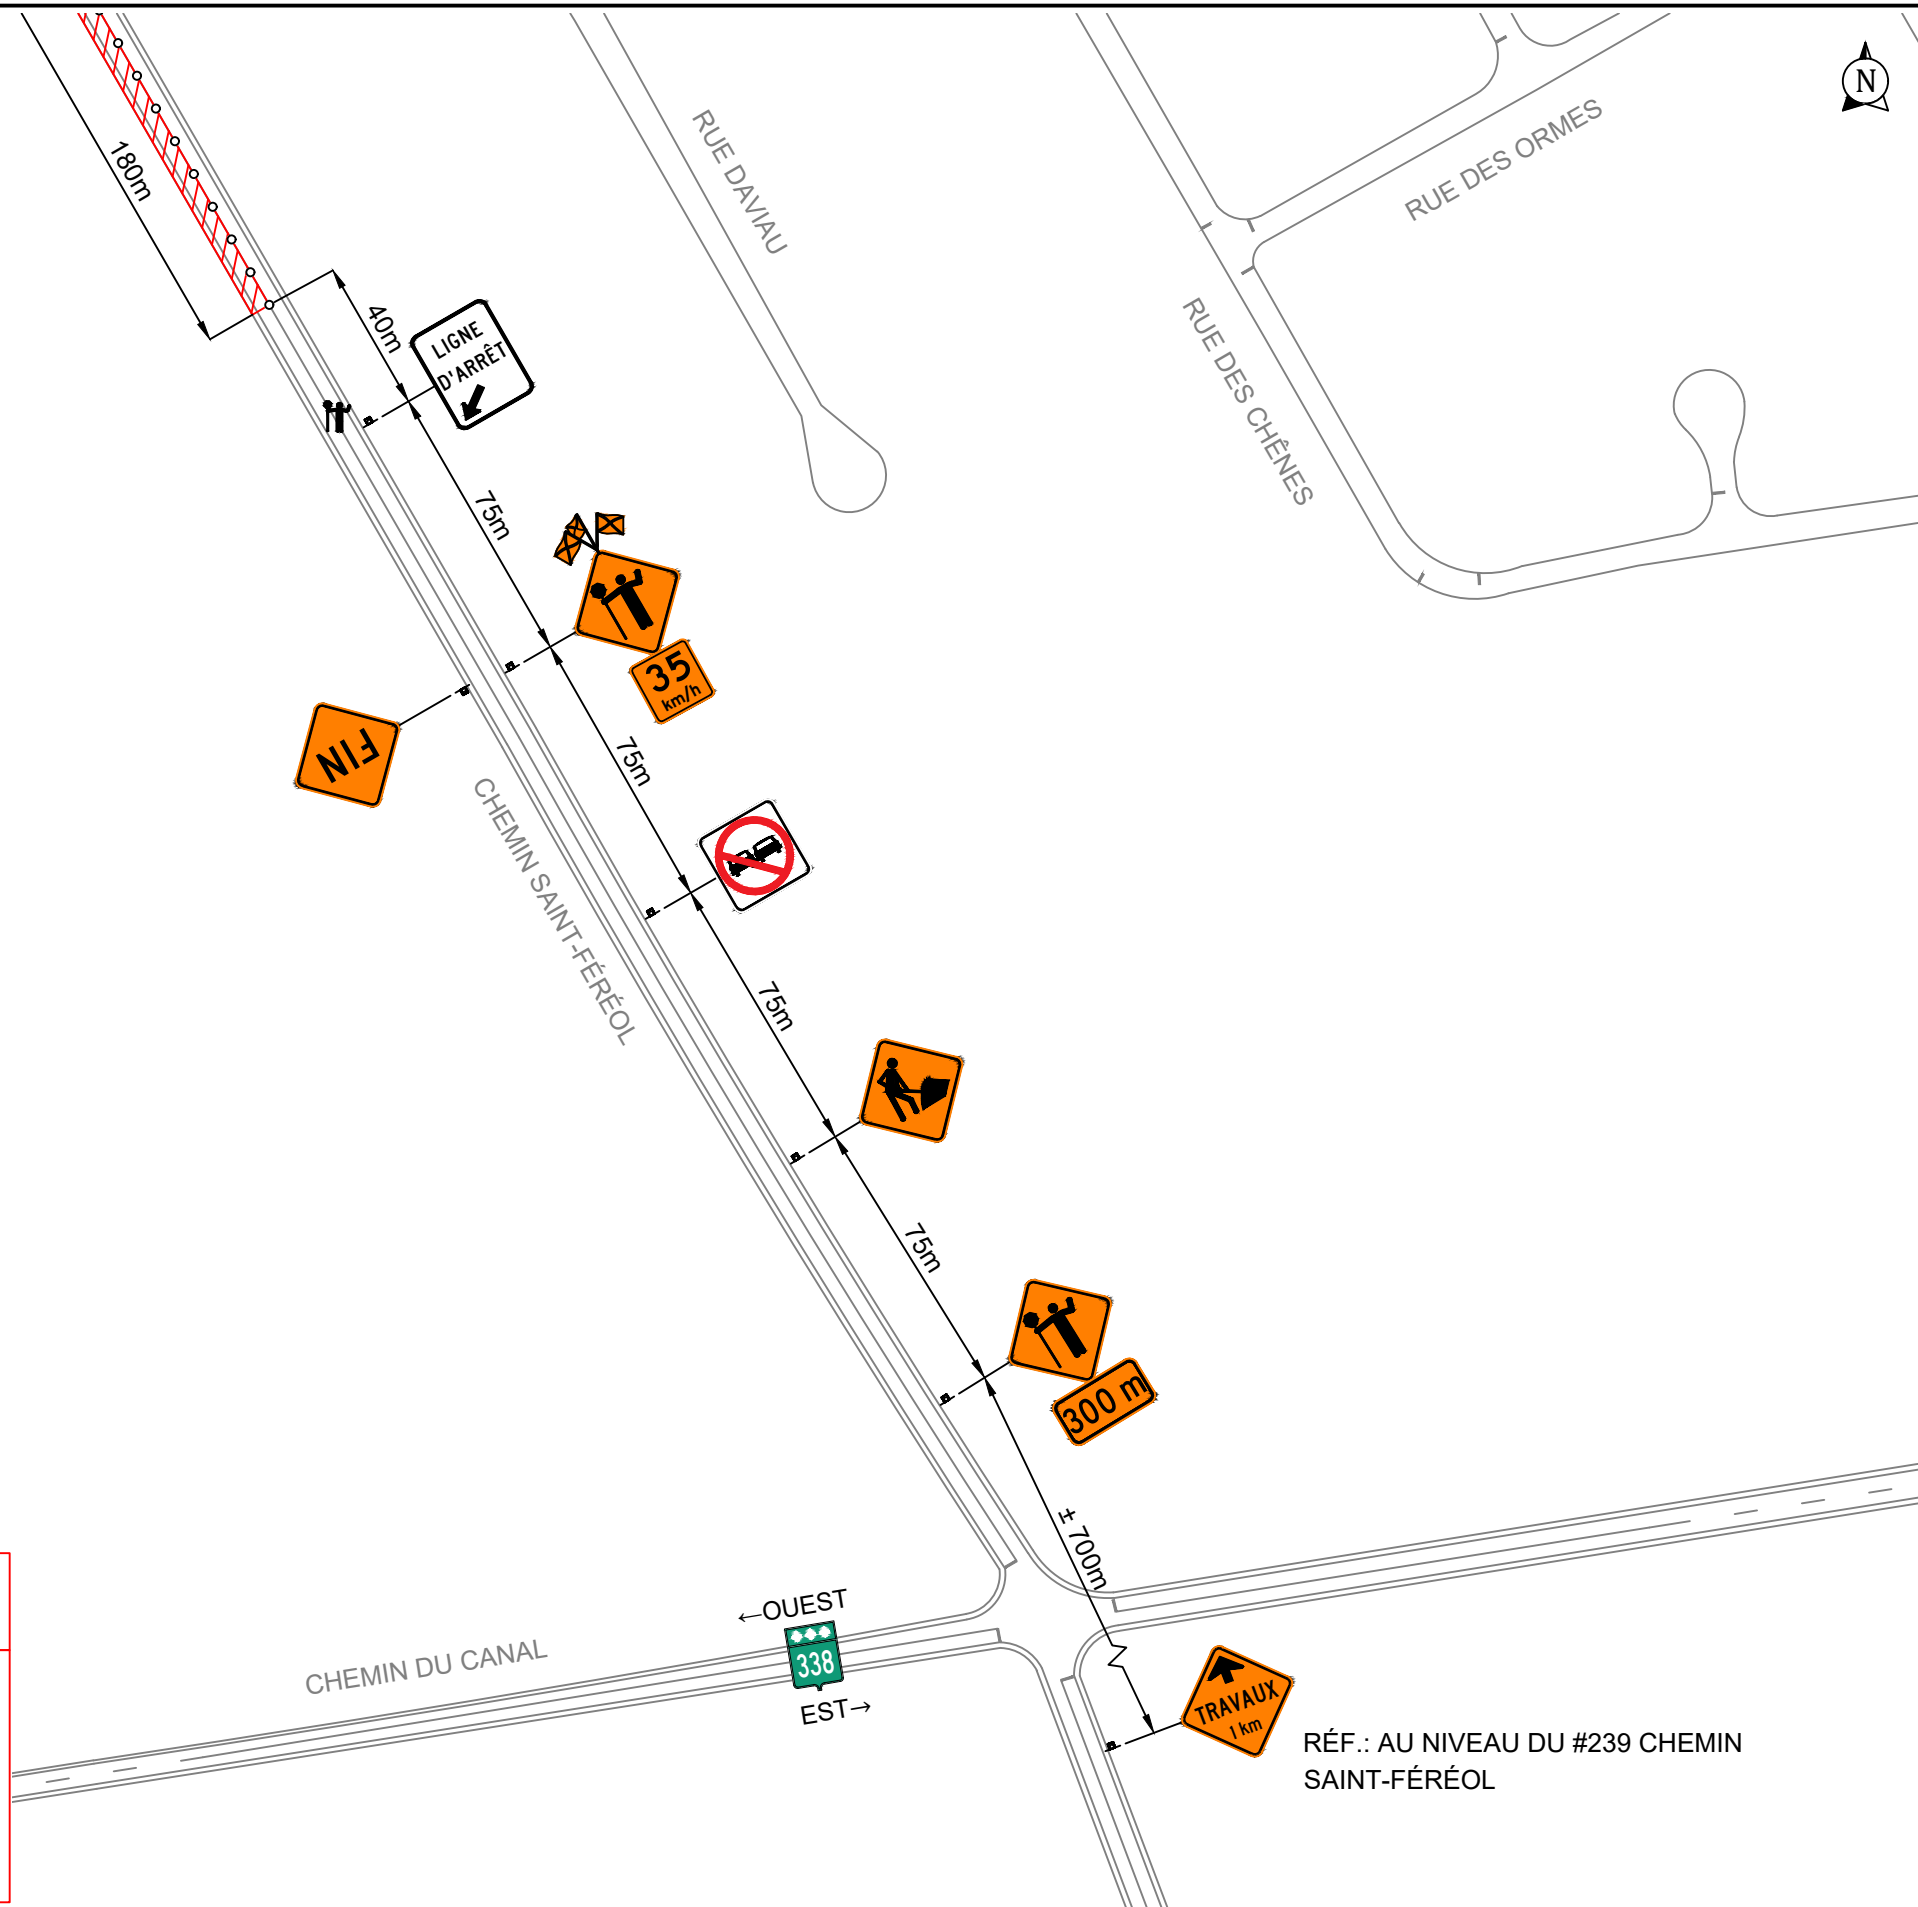 N
RUE DAVIAU
RUE DES ORMES
180m
40m
LIGNE
D'ARRÊT
RUE DES CHÊNES
75m
35
km/h
FIN
75m
CHEMIN SAINT-FÉRÉOL
75m
75m
300 m
± 700m
←OUEST
338
EST→
CHEMIN DU CANAL
TRAVAUX
1 km
RÉF.: AU NIVEAU DU #239 CHEMIN
SAINT-FÉRÉOL